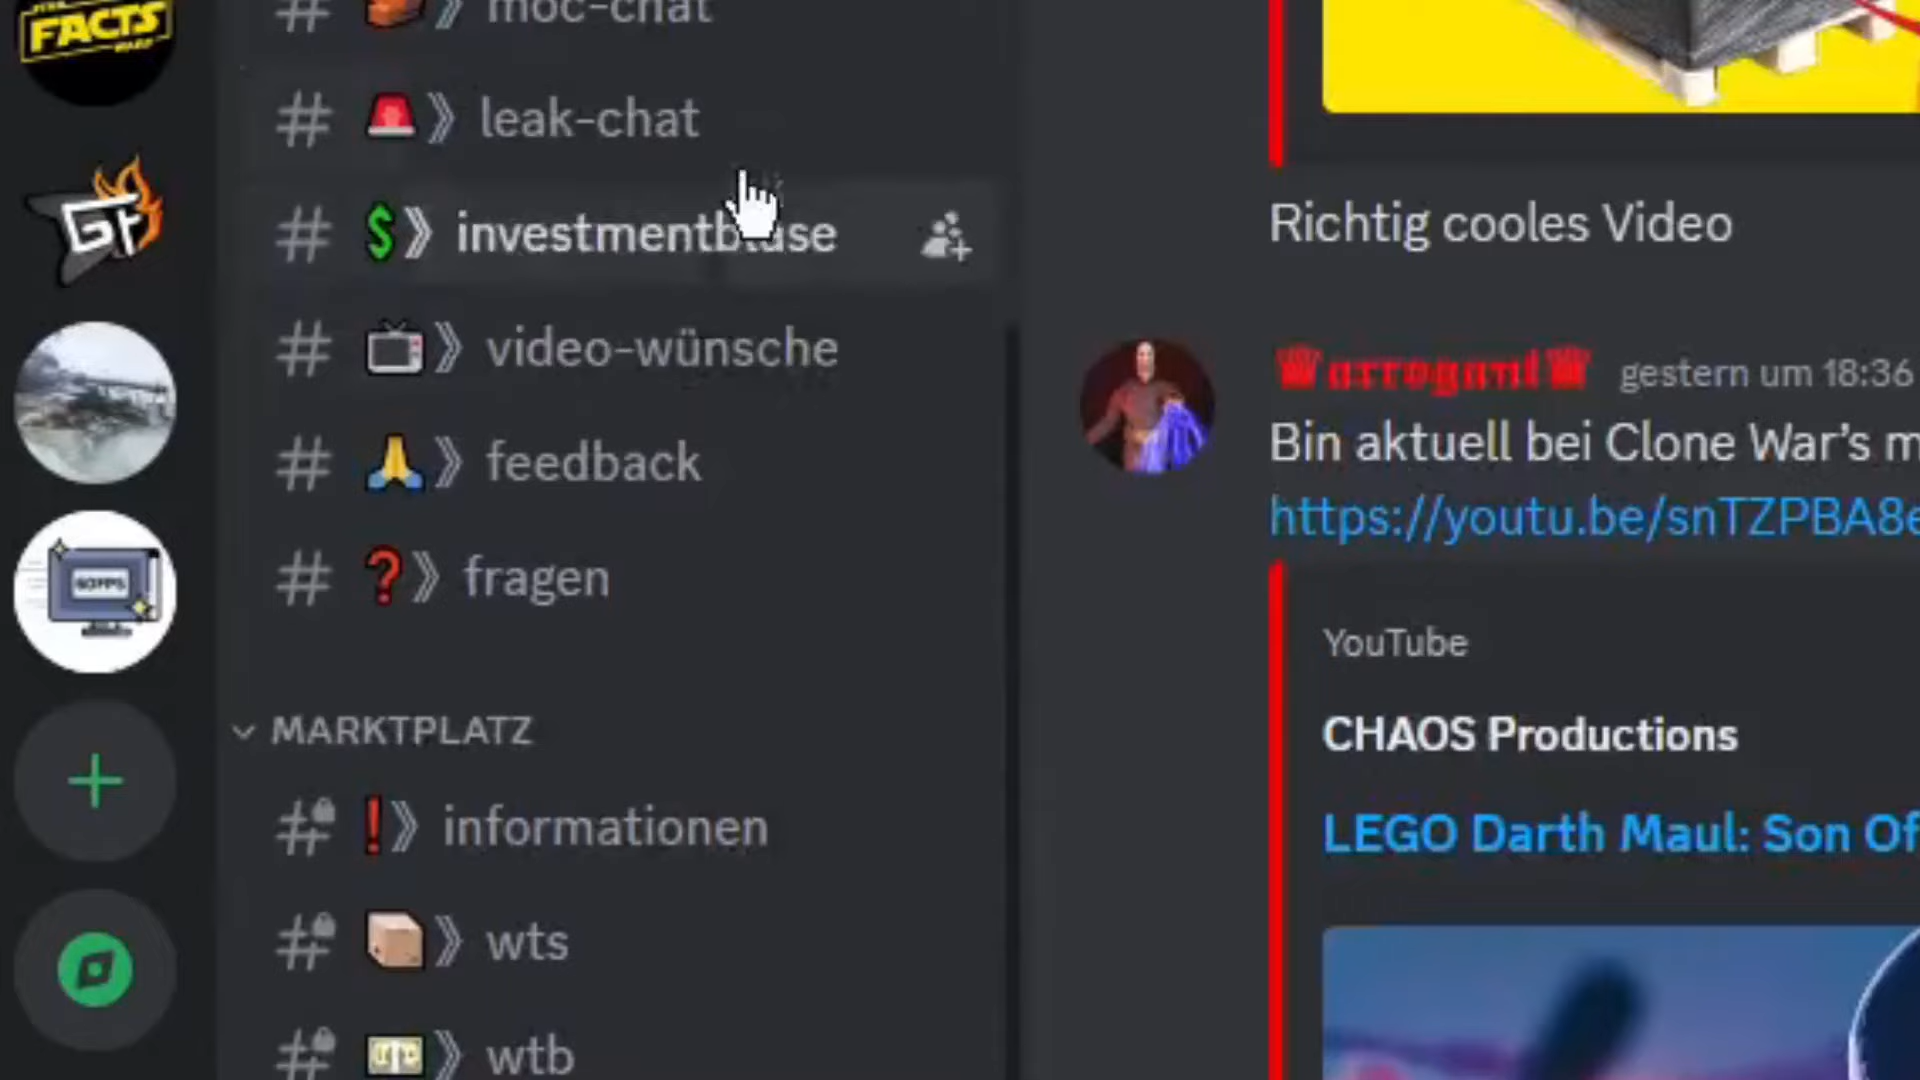 FACTS
moc-chat
leak-chat
investmentblase
video-wünsche
feedback
fragen
MARKTPLATZ
informationen
wts
wtb
Richtig cooles Video
arrogant gestern um 18:36
Bin aktuell bei Clone War’s m
https://youtu.be/snTZPBA8e
YouTube
CHAOS Productions
LEGO Darth Maul: Son Of